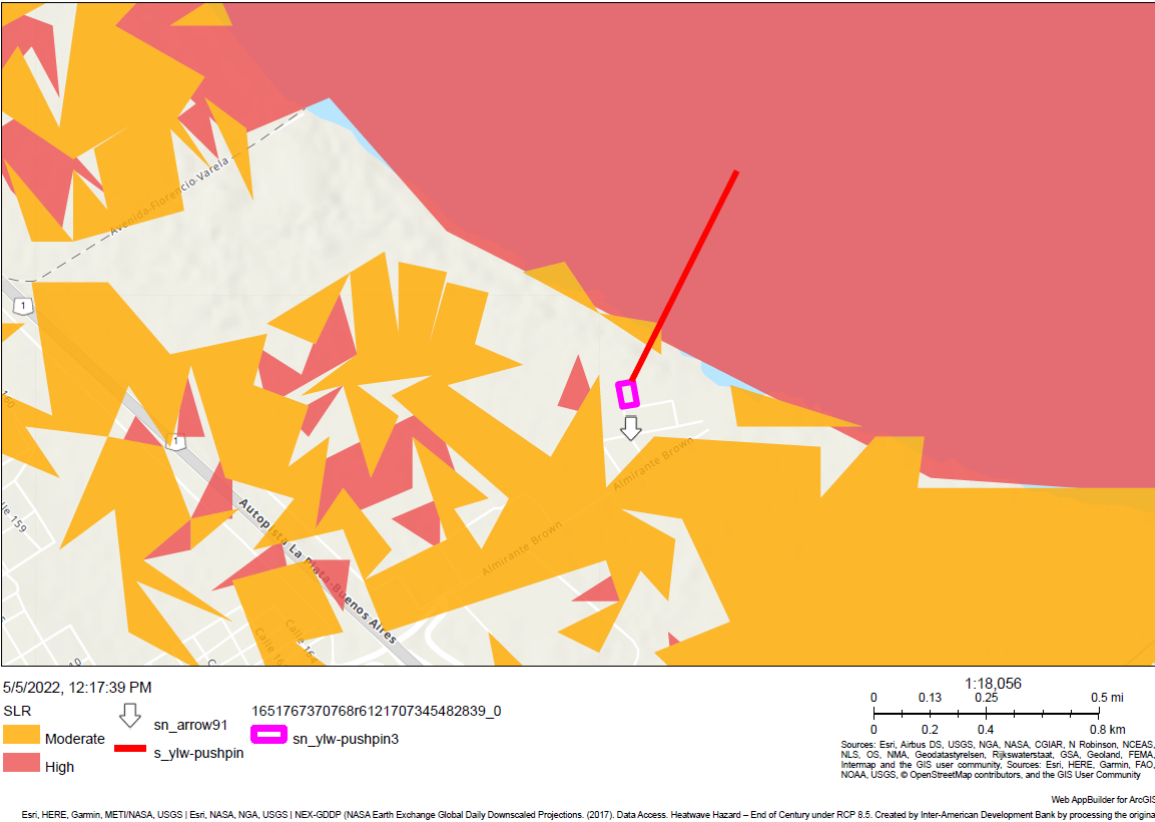 Avenida-Florencio-Varela
1
1
Almirante Brown
Almirante Brown
lle 159
Autopista La Plata-Buenos Aires
Calle 164
Calle 16
C
10
5/5/2022, 12:17:39 PM
SLR
Moderate
High
sn_arrow91
s_ylw-pushpin
1651767370768r6121707345482839_0
sn_ylw-pushpin3
1:18,056
0 0.13 0.25 0.5 mi
0 0.2 0.4 0.8 km
Sources: Esri, Airbus DS, USGS, NGA, NASA, CGIAR, N Robinson, NCEAS,
NLS, OS, NMA, Geodatastyrelsen, Rijkswaterstaat, GSA, Geoland, FEMA,
Intermap and the GIS user community, Sources: Esri, HERE, Garmin, FAO,
NOAA, USGS, © OpenStreetMap contributors, and the GIS User Community
Web AppBuilder for ArcGIS
Esri, HERE, Garmin, METI/NASA, USGS | Esri, NASA, NGA, USGS | NEX-GDDP (NASA Earth Exchange Global Daily Downscaled Projections. (2017). Data Access. Heatwave Hazard – End of Century under RCP 8.5. Created by Inter-American Development Bank by processing the origina